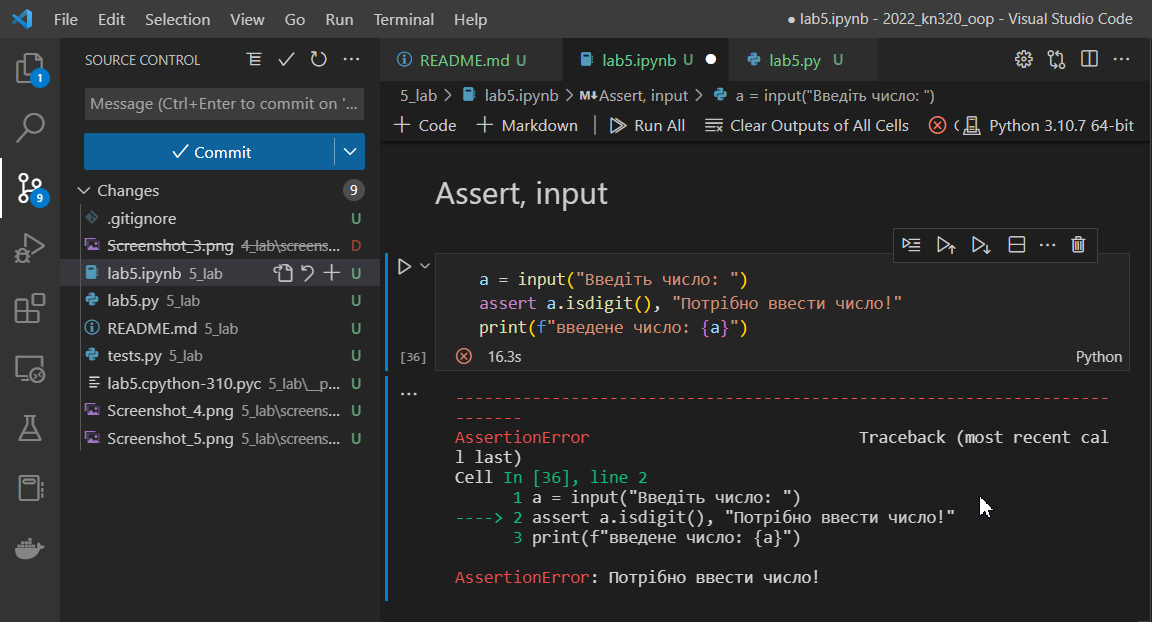 File Edit Selection View Go Run Terminal Help ● lab5.ipynb - 2022_kn320_oop - Visual Studio Code
SOURCE CONTROL
README.md U lab5.ipynb U ● lab5.py U
1
Message (Ctrl+Enter to commit on '...
5_lab > lab5.ipynb > M↓Assert, input > a = input("Введіть число: ")
+ Code + Markdown | Run All Clear Outputs of All Cells Python 3.10.7 64-bit
Commit
Changes 9
9
.gitignore U
Screenshot_3.png 4_lab\screens... D
lab5.ipynb 5_lab U
lab5.py 5_lab U
README.md 5_lab U
tests.py 5_lab U
lab5.cpython-310.pyc 5_lab\__p... U
Screenshot_4.png 5_lab\screens... U
Screenshot_5.png 5_lab\screens... U
Assert, input
a = input("Введіть число: ")
assert a.isdigit(), "Потрібно ввести число!"
print(f"введене число: {a}")
[36] 16.3s Python
...
--------------------------------------------------------------------
-------
AssertionError Traceback (most recent cal
l last)
Cell In [36], line 2
1 a = input("Введіть число: ")
----> 2 assert a.isdigit(), "Потрібно ввести число!"
3 print(f"введене число: {a}")
AssertionError: Потрібно ввести число!